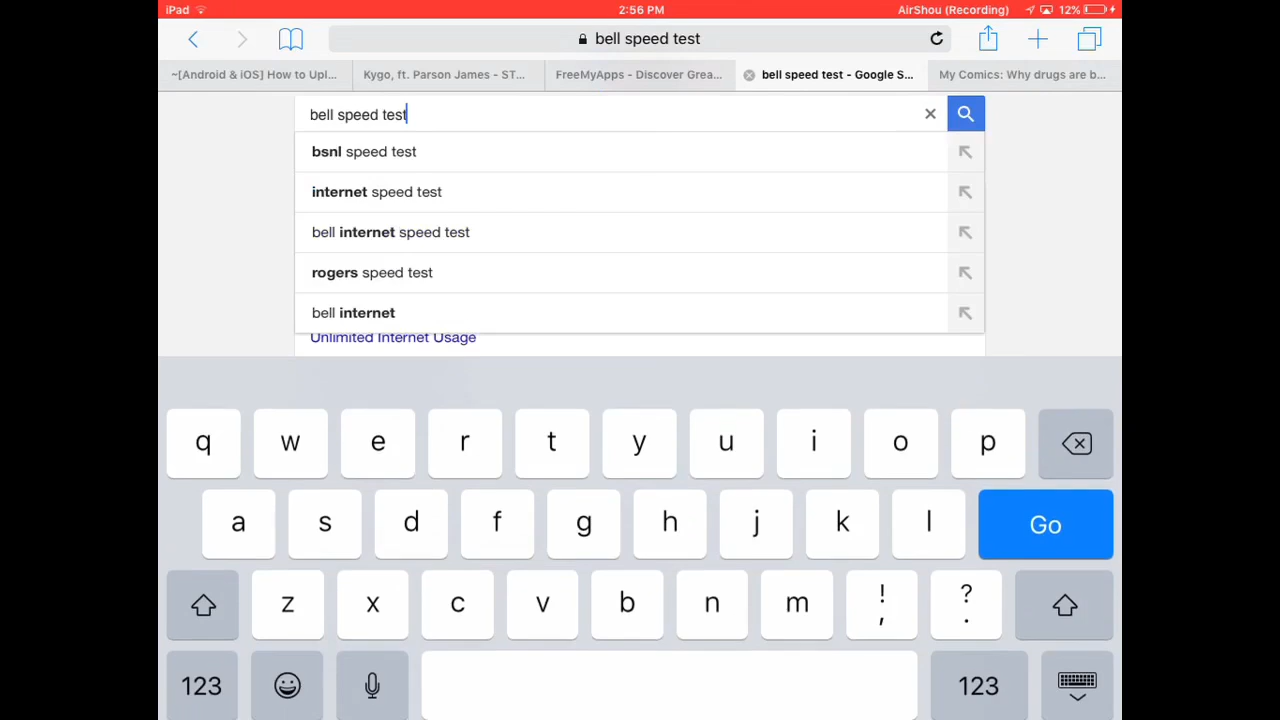 iPad 2:56 PM AirShou (Recording) 12%
bell speed test
~[Android & iOS] How to Upl... Kygo, ft. Parson James - ST... FreeMyApps - Discover Grea... bell speed test - Google S... My Comics: Why drugs are b...
bell speed test
bsnl speed test
internet speed test
bell internet speed test
rogers speed test
bell internet
Unlimited Internet Usage
q w e r t y u i o p
a s d f g h j k l Go
z x c v b n m ! , ? .
123 123